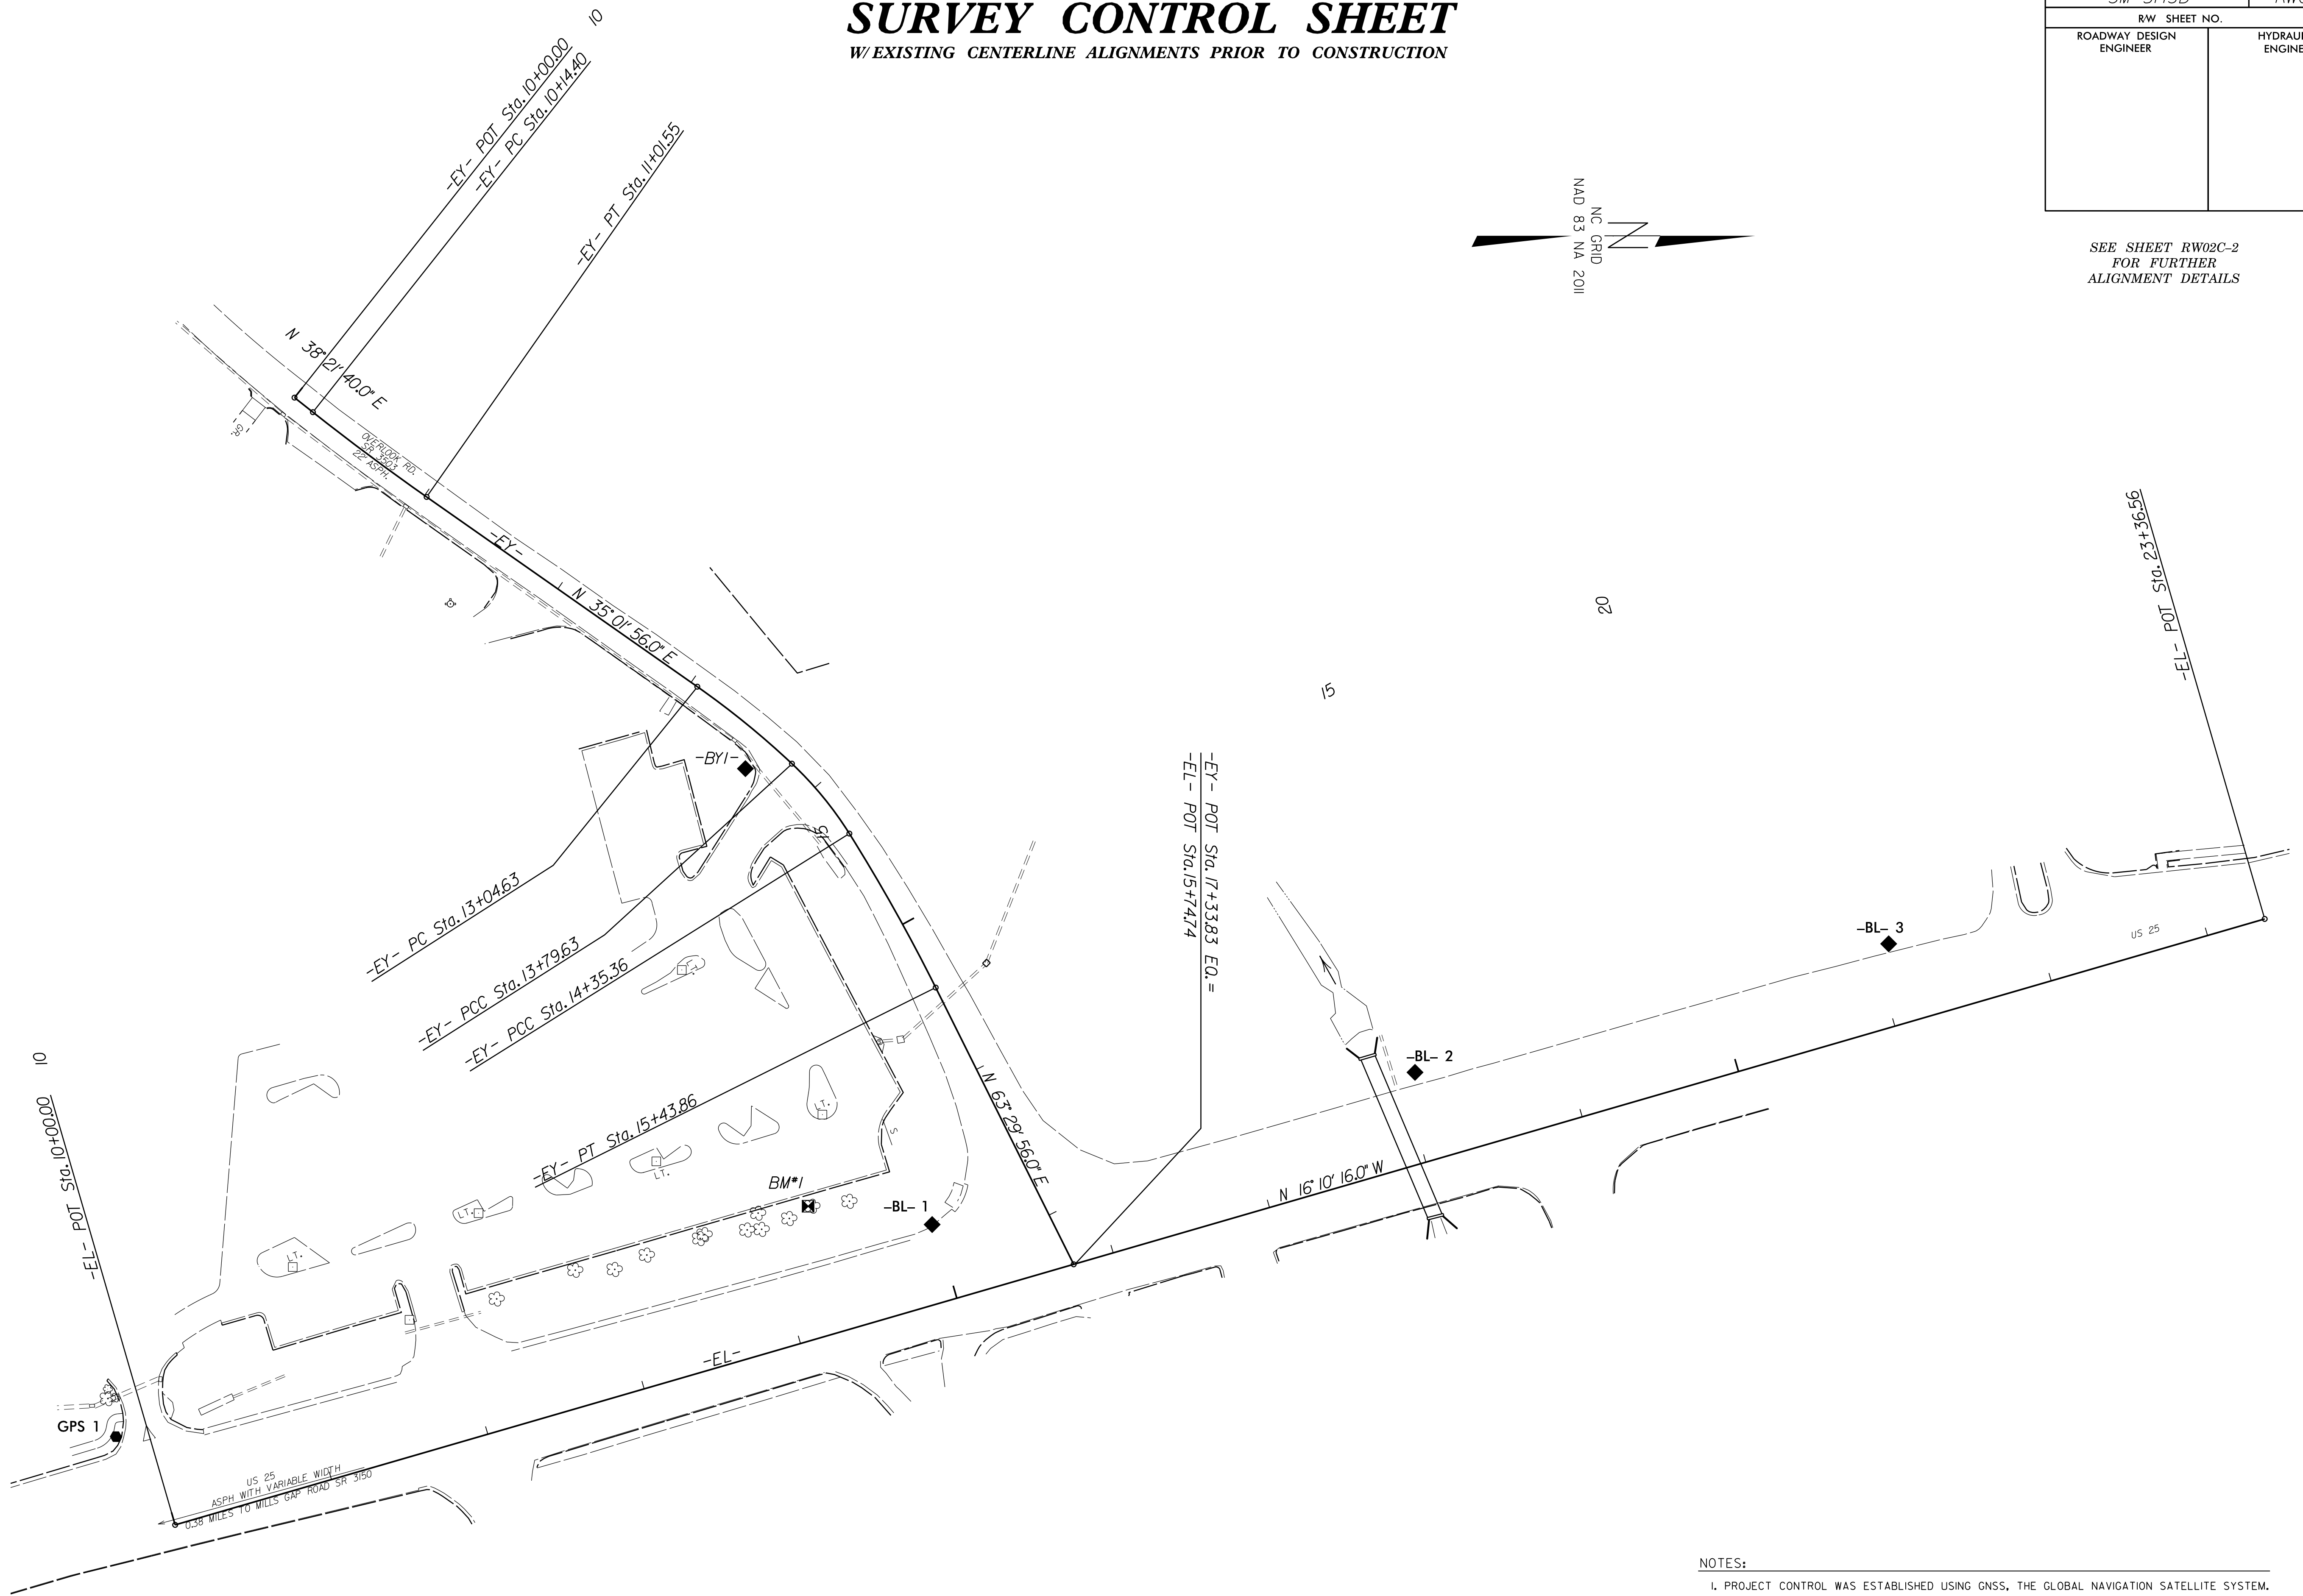 SURVEY CONTROL SHEET
W/ EXISTING CENTERLINE ALIGNMENTS PRIOR TO CONSTRUCTION
R/W SHEET NO.
ROADWAY DESIGN
ENGINEER
SEE SHEET RW02C-2
FOR FURTHER
ALIGNMENT DETAILS
NC GRID
NAD 83 NA 2011
10
-EY- POT Sta. 10+00.00
-EY- PC Sta. 10+14.40
-EY- PT Sta. 11+01.55
N 38° 21' 40.0" E
GR.
OVERLOOK RD.
SR 3503
22' ASPH.
-EY-
N 35° 01' 56.0" E
20
-EL- POT Sta. 23+36.56
15
-BY1-
15
-EY- POT Sta. 17+33.83 EQ.=
-EL- POT Sta. 15+74.74
-EY- PC Sta. 13+04.63
-EY- PCC Sta. 13+79.63
-EY- PCC Sta. 14+35.36
-EY- PT Sta. 15+43.86
-BL- 3
US 25
-BL- 2
10
-EL- POT Sta. 10+00.00
N 63° 29' 56.0" E
LT.
S
LT.
BM#1
-BL- 1
N 16° 10' 16.0" W
LT.
LT.
-EL-
GPS 1
US 25
ASPH WITH VARIABLE WIDTH
0.38 MILES TO MILLS GAP ROAD SR 3150
NOTES:
1. PROJECT CONTROL WAS ESTABLISHED USING GNSS, THE GLOBAL NAVIGATION SATELLITE SYSTEM.